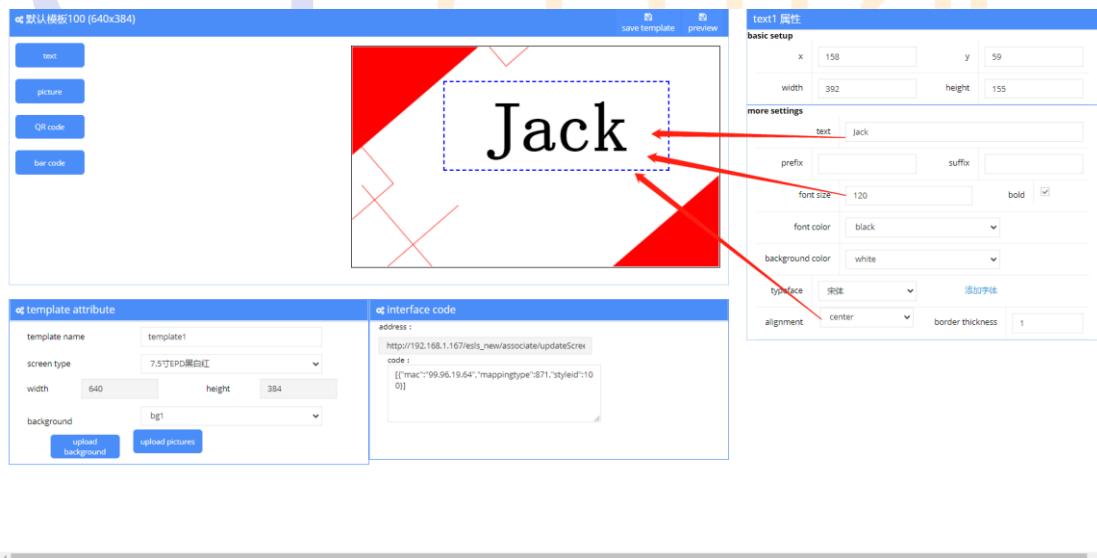 默认模板100 (640x384)
save template
preview
text
picture
QR code
bar code
Jack
text1 属性
basic setup
x 158 y 59
width 392 height 155
more settings
text Jack
prefix suffix
font size 120 bold
font color black
background color white
typeface 宋体 添加字体
alignment center border thickness 1
template attribute
template name template1
screen type 7.5寸EPD黑白红
width 640 height 384
background bg1
upload background
upload pictures
interface code
address :
http://192.168.1.167/esls_new/associate/updateScree
code :
[{"mac":"99.96.19.64","mappingtype":871,"styleid":10
0}]